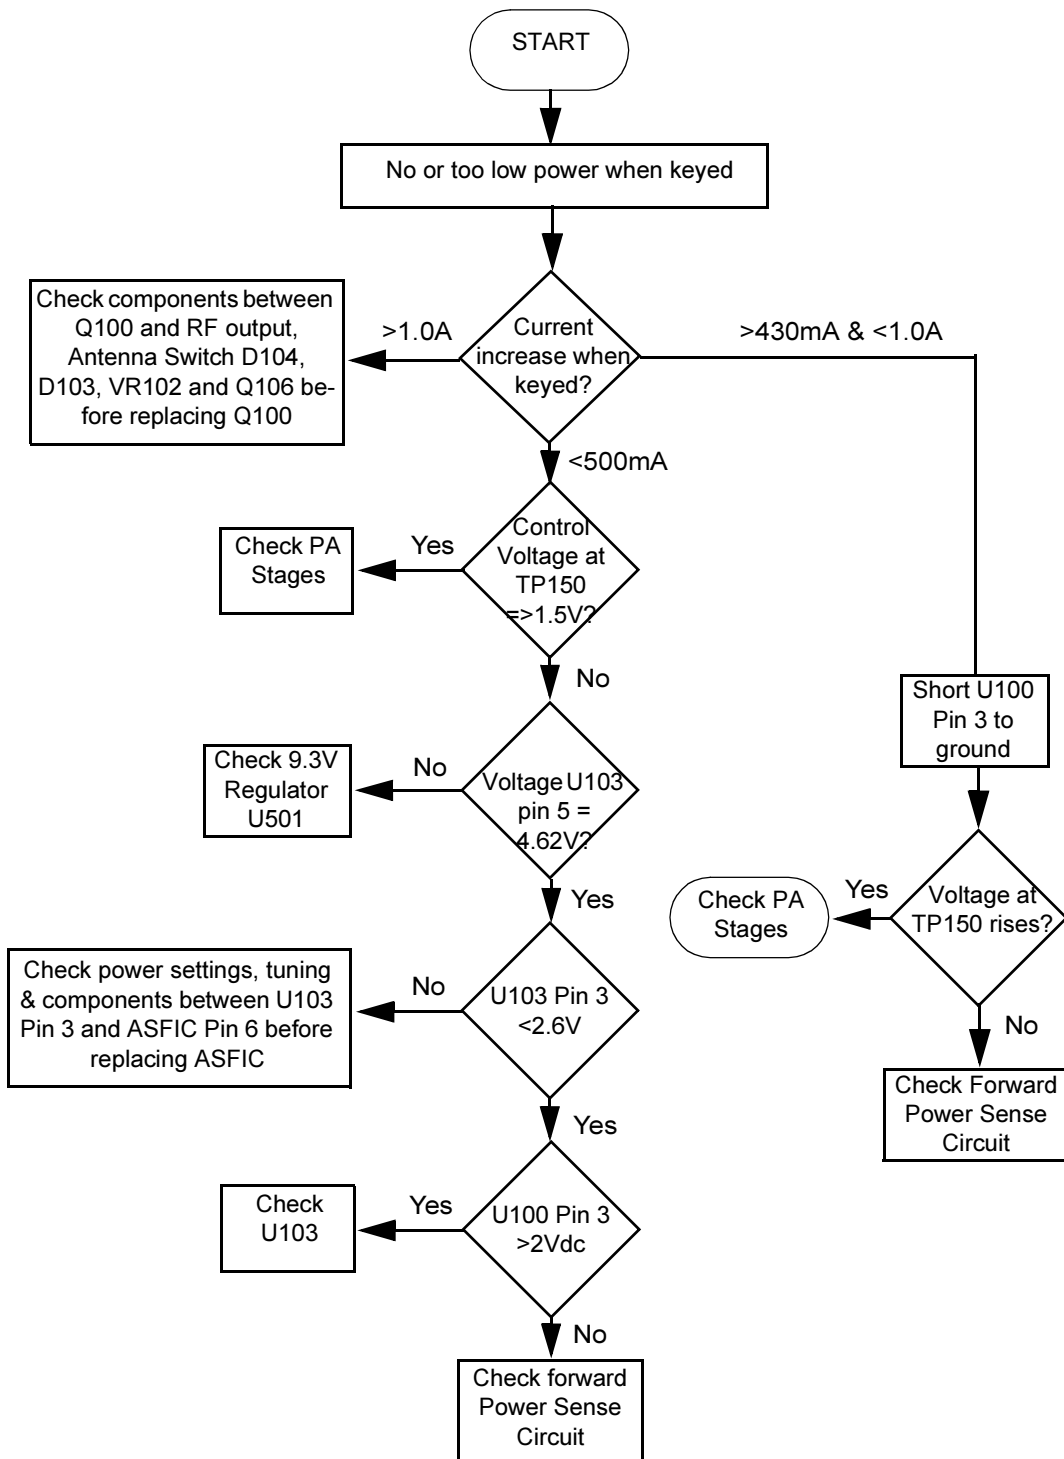 START
No or too low power when keyed
Check components between
Q100 and RF output,
Antenna Switch D104,
D103, VR102 and Q106 be-
fore replacing Q100
>1.0A
Current
increase when
keyed?
>430mA & <1.0A
<500mA
Check PA
Stages
Yes
Control
Voltage at
TP150
=>1.5V?
No
Short U100
Pin 3 to
ground
Check 9.3V
Regulator
U501
No
Voltage U103
pin 5 =
4.62V?
Yes
Check PA
Stages
Yes
Voltage at
TP150 rises?
No
Check Forward
Power Sense
Circuit
Check power settings, tuning
& components between U103
Pin 3 and ASFIC Pin 6 before
replacing ASFIC
No
U103 Pin 3
<2.6V
Yes
Check
U103
Yes
U100 Pin 3
>2Vdc
No
Check forward
Power Sense
Circuit